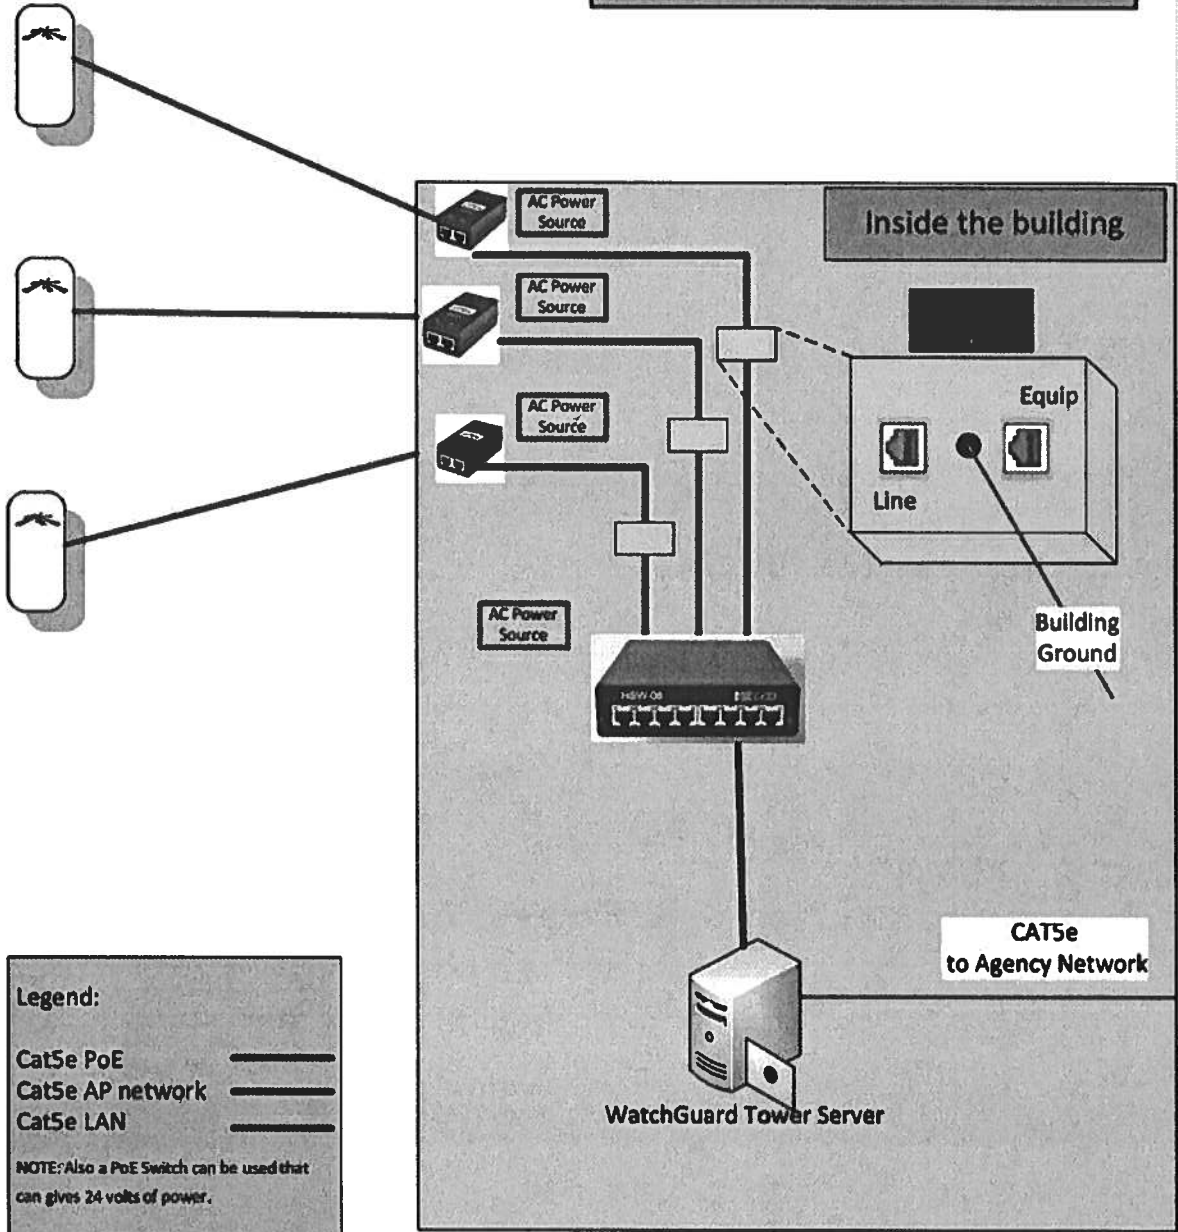 AC Power
Source
Inside the building
AC Power
Source
Equip
AC Power
Source
Line
AC Power
Source
Building
Ground
HSW-08
CAT5e
to Agency Network
WatchGuard Tower Server
Legend:
Cat5e PoE
Cat5e AP network
Cat5e LAN
NOTE: Also a PoE Switch can be used that
can gives 24 volts of power.